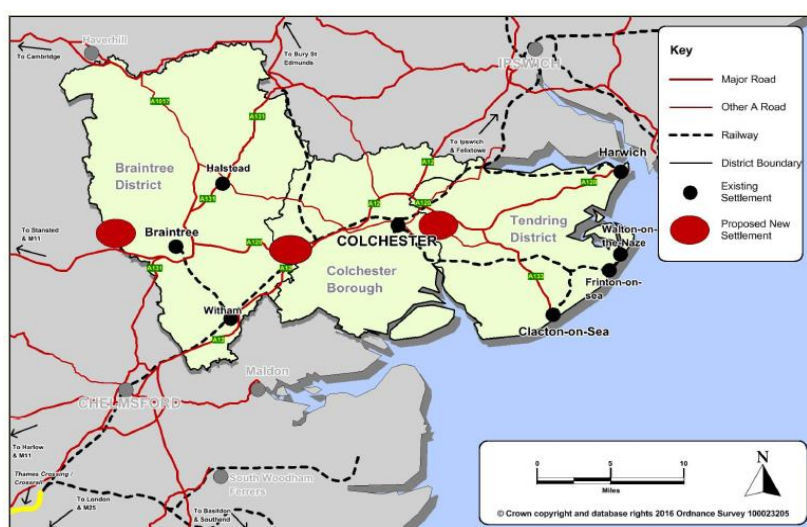 Haverhill
To Cambridge
To Bury St
Edmunds
IPSWICH
Key
Major Road
Other A Road
Railway
District Boundary
Existing
Settlement
Proposed New
Settlement
A1017
A131
To Ipswich
& Felixstowe
A12
Harwich
Braintree
District
Halstead
A131
A12
A120
A120
Tendring
District
To Stansted
& M11
Braintree
A120
COLCHESTER
Walton-on-
the-Naze
A131
A12
Colchester
Borough
A133
Frinton-on-
sea
Witham
A12
Clacton-on-Sea
Maldon
CHELMSFORD
To Harlow
& M11
Thames Crossing /
Crossrail
South Woodham
Ferrers
To London
& M25
To Basildon
& Southend
0 5 10
Miles
N
© Crown copyright and database rights 2016 Ordnance Survey 100023205